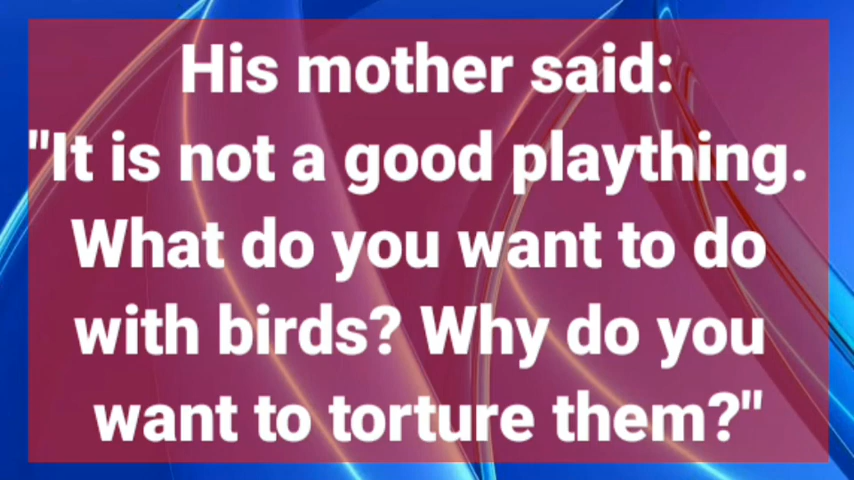 His mother said:
"It is not a good plaything.
What do you want to do
with birds? Why do you
want to torture them?"